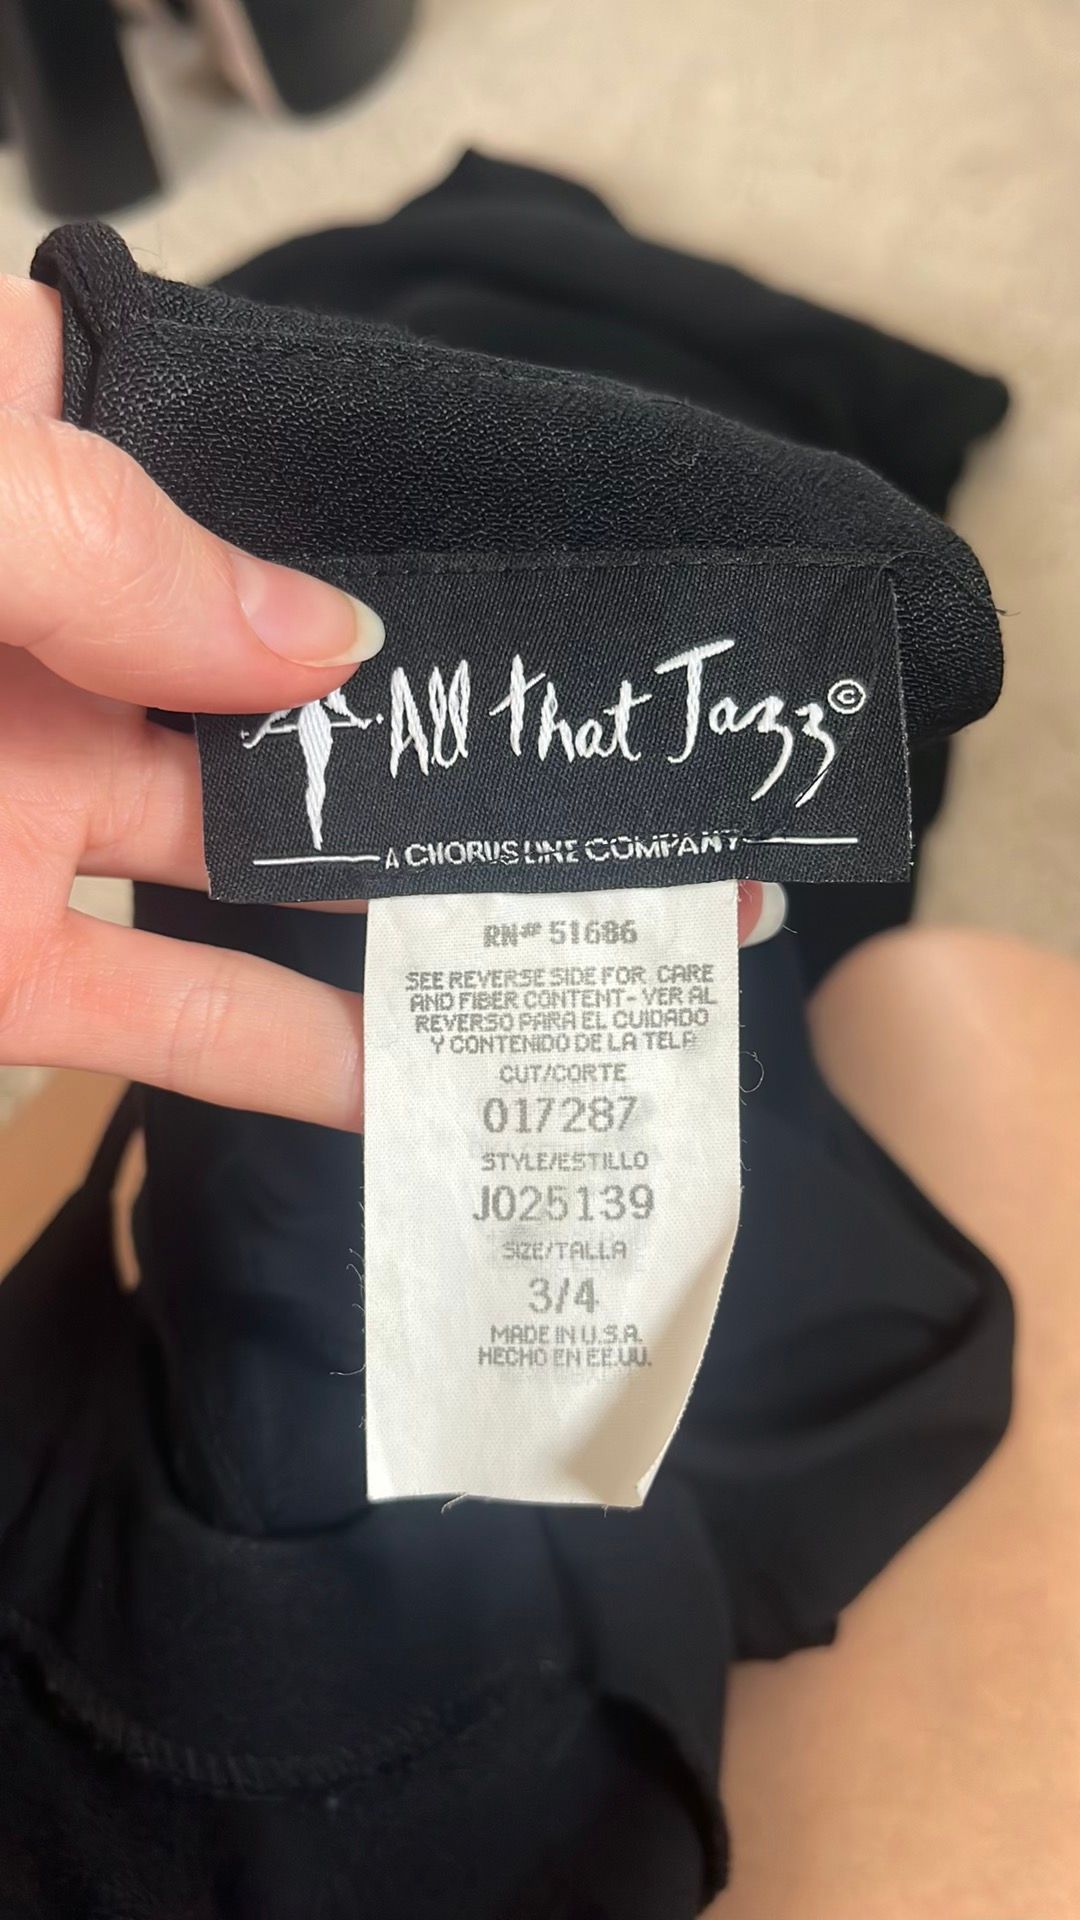 All that Jazz©
A CHORUS LINE COMPANY
RN# 51686
SEE REVERSE SIDE FOR CARE
AND FIBER CONTENT- VER AL
REVERSO PARA EL CUIDADO
Y CONTENIDO DE LA TELA
CUT/CORTE
017287
STYLE/ESTILLO
J025139
SIZE/TALLA
3/4
MADE IN U.S.A.
HECHO EN EE.UU.